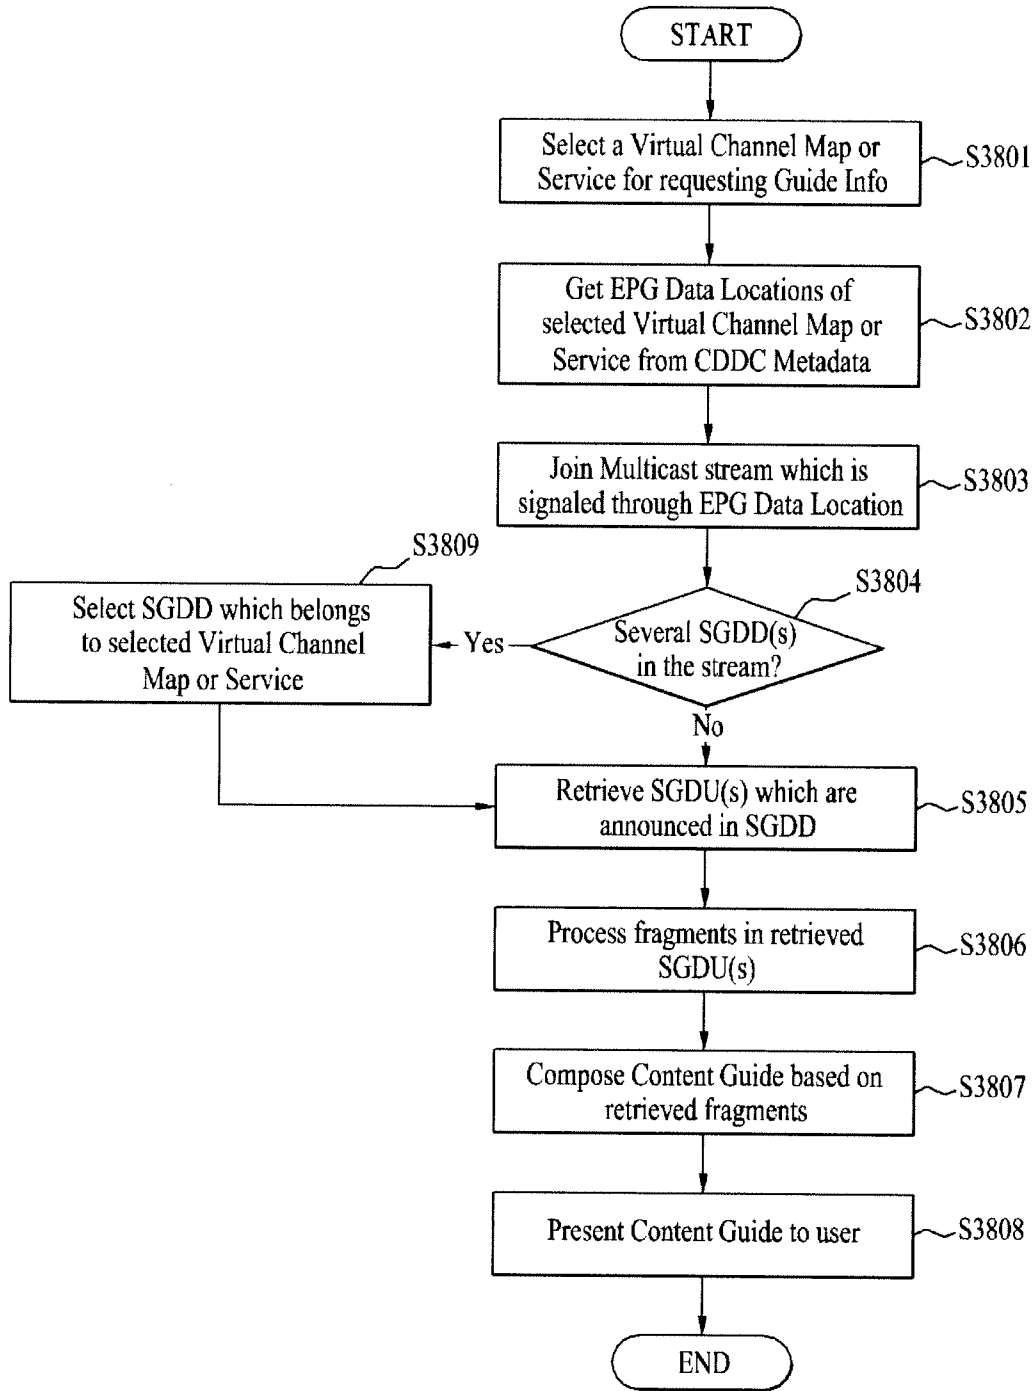 START
Select a Virtual Channel Map or
Service for requesting Guide Info
S3801
Get EPG Data Locations of
selected Virtual Channel Map or
Service from CDDC Metadata
S3802
Join Multicast stream which is
signaled through EPG Data Location
S3803
S3809
Select SGDD which belongs
to selected Virtual Channel
Map or Service
Yes
S3804
Several SGDD(s)
in the stream?
No
Retrieve SGDU(s) which are
announced in SGDD
S3805
Process fragments in retrieved
SGDU(s)
S3806
Compose Content Guide based on
retrieved fragments
S3807
Present Content Guide to user
S3808
END